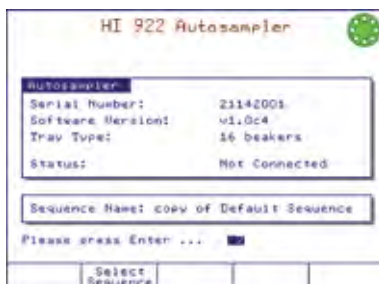 HI 922 Autosampler
Autosampler
Serial Number: 21142001
Software Version: v1.0c4
Tray Type: 16 beakers
Status: Not Connected
Sequence Name: copy of Default Sequence
Please press Enter ...
Select
Sequence